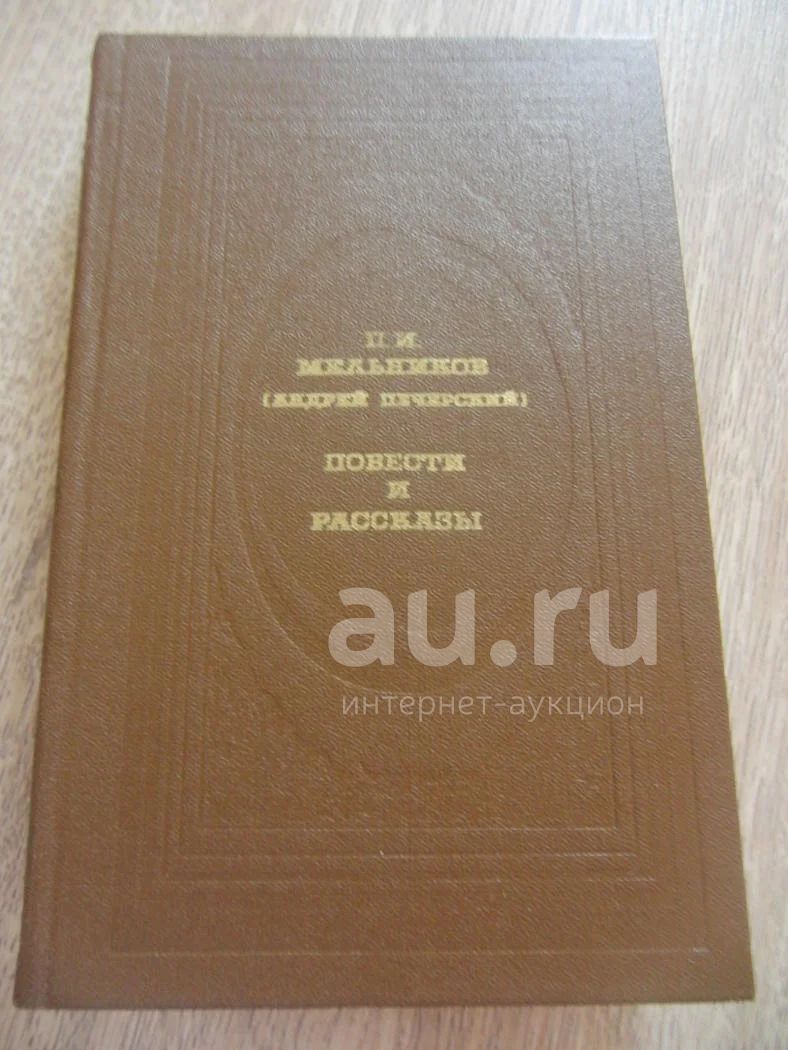 П. И.
МЕЛЬНИКОВ
(АНДРЕЙ ПЕЧЕРСКИЙ)
ПОВЕСТИ
И
РАССКАЗЫ
au.ru
интернет-аукцион